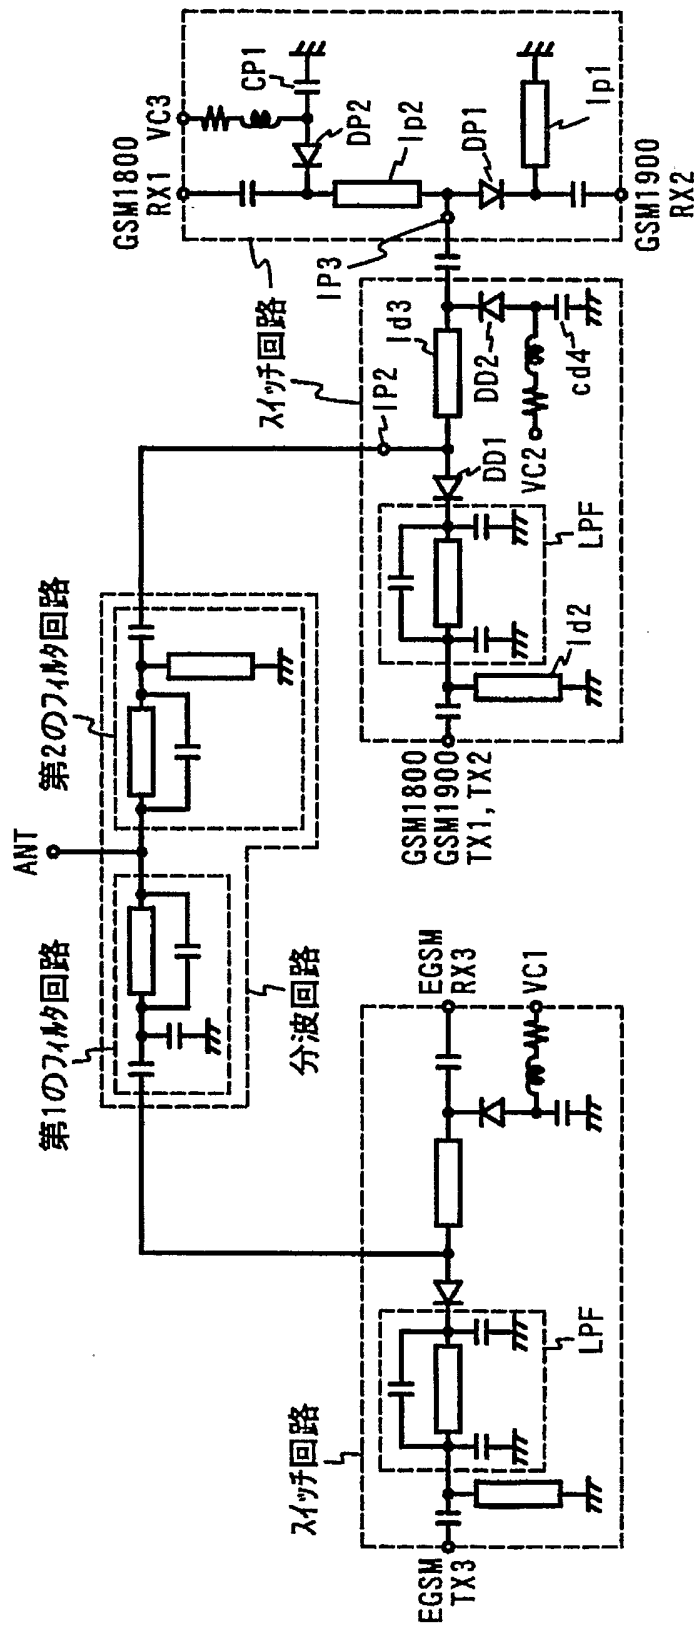 ANT
第1のフィルタ回路
第2のフィルタ回路
分波回路
スイッチ回路
EGSM
TX3
LPF
EGSM
RX3
VC1
GSM1800
GSM1900
TX1, TX2
ld2
LPF
DD1
VC2
DD2
cd4
ld3
IP2
スイッチ回路
IP3
GSM1800
RX1
VC3
CP1
DP2
lp2
DP1
lp1
GSM1900
RX2